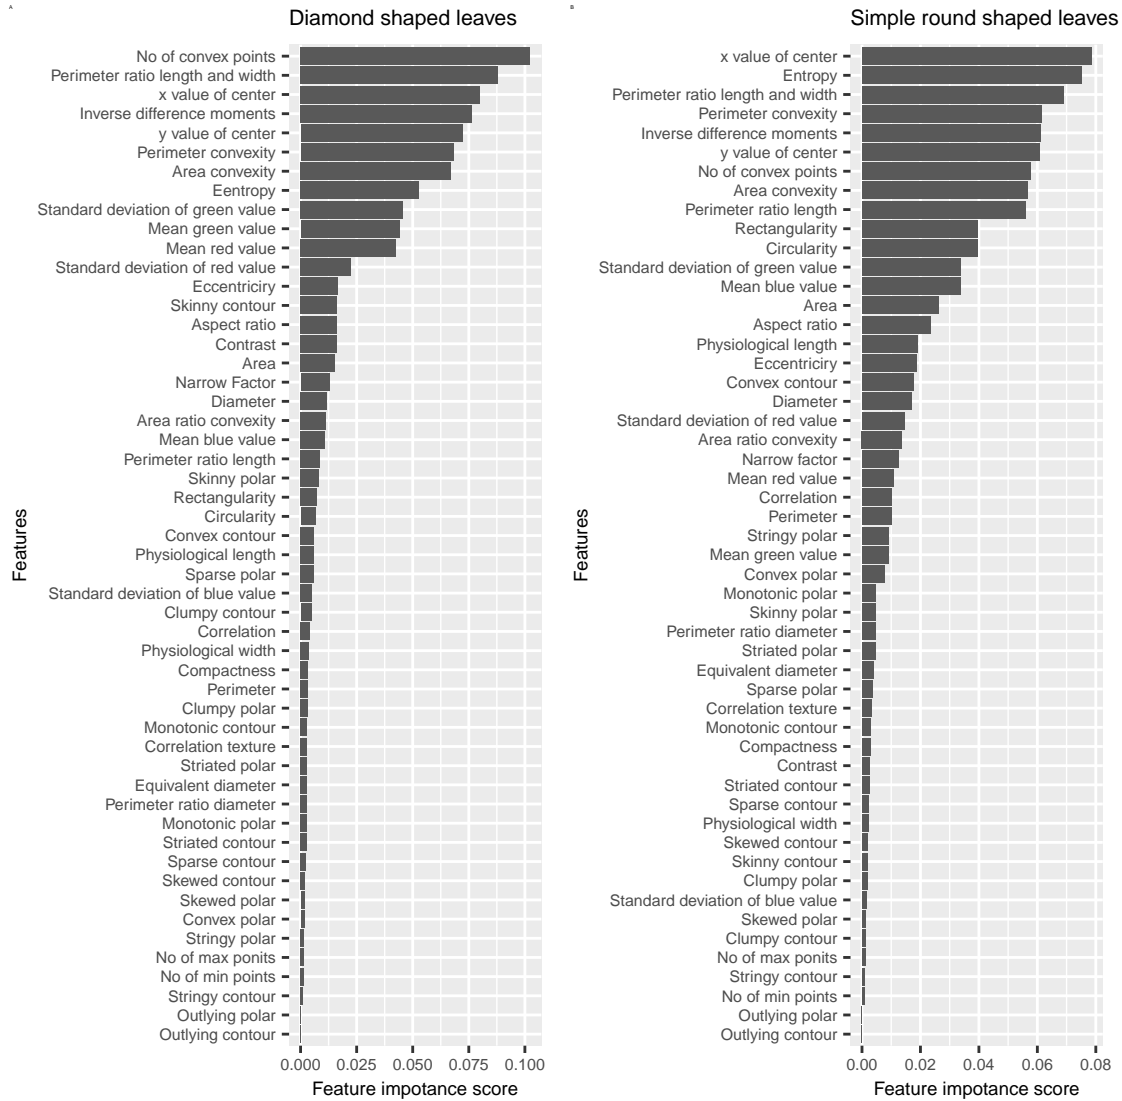 A
Diamond shaped leaves
No of convex points
Perimeter ratio length and width
x value of center
Inverse difference moments
y value of center
Perimeter convexity
Area convexity
Eentropy
Standard deviation of green value
Mean green value
Mean red value
Standard deviation of red value
Eccentriciry
Skinny contour
Aspect ratio
Contrast
Area
Narrow Factor
Diameter
Area ratio convexity
Mean blue value
Perimeter ratio length
Skinny polar
Rectangularity
Circularity
Convex contour
Physiological length
Sparse polar
Standard deviation of blue value
Clumpy contour
Correlation
Physiological width
Compactness
Perimeter
Clumpy polar
Monotonic contour
Correlation texture
Striated polar
Equivalent diameter
Perimeter ratio diameter
Monotonic polar
Striated contour
Sparse contour
Skewed contour
Skewed polar
Convex polar
Stringy polar
No of max ponits
No of min points
Stringy contour
Outlying polar
Outlying contour
Features
0.000 0.025 0.050 0.075 0.100
Feature impotance score
B
Simple round shaped leaves
x value of center
Entropy
Perimeter ratio length and width
Perimeter convexity
Inverse difference moments
y value of center
No of convex points
Area convexity
Perimeter ratio length
Rectangularity
Circularity
Standard deviation of green value
Mean blue value
Area
Aspect ratio
Physiological length
Eccentriciry
Convex contour
Diameter
Standard deviation of red value
Area ratio convexity
Narrow factor
Mean red value
Correlation
Perimeter
Stringy polar
Mean green value
Convex polar
Monotonic polar
Skinny polar
Perimeter ratio diameter
Striated polar
Equivalent diameter
Sparse polar
Correlation texture
Monotonic contour
Compactness
Contrast
Striated contour
Sparse contour
Physiological width
Skewed contour
Skinny contour
Clumpy polar
Standard deviation of blue value
Skewed polar
Clumpy contour
No of max ponits
Stringy contour
No of min points
Outlying polar
Outlying contour
Features
0.00 0.02 0.04 0.06 0.08
Feature impotance score